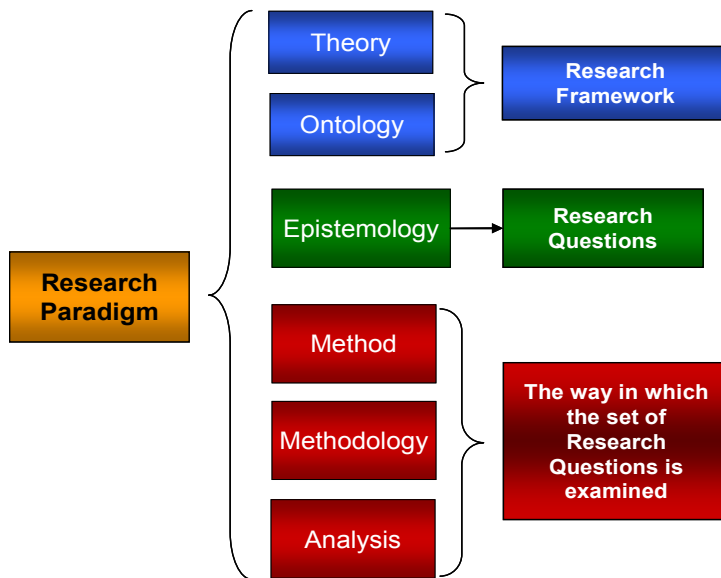 Theory
Ontology
Research
Framework
Epistemology
Research
Questions
Research
Paradigm
Method
Methodology
Analysis
The way in which
the set of
Research
Questions is
examined